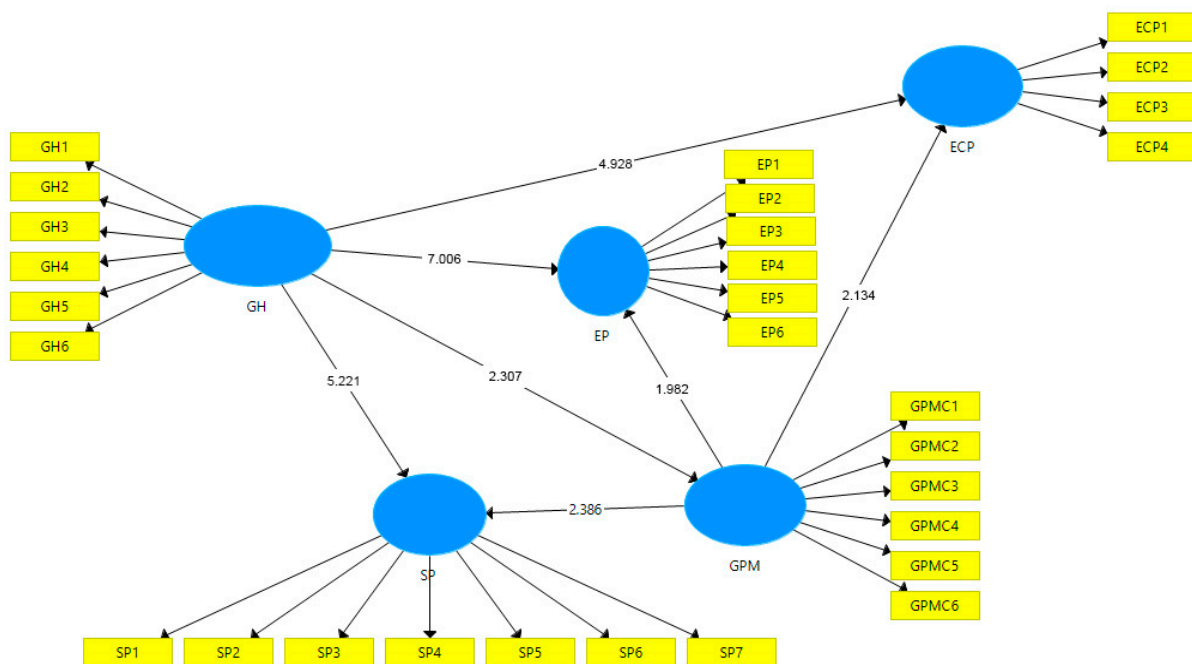 ECP1
ECP2
ECP3
ECP4
ECP
GH1
GH2
GH3
GH4
GH5
GH6
GH
4.928
7.006
5.221
2.307
EP1
EP2
EP3
EP4
EP5
EP6
EP
1.982
2.134
2.386
GPMC1
GPMC2
GPMC3
GPMC4
GPMC5
GPMC6
GPM
SP
SP1 SP2 SP3 SP4 SP5 SP6 SP7